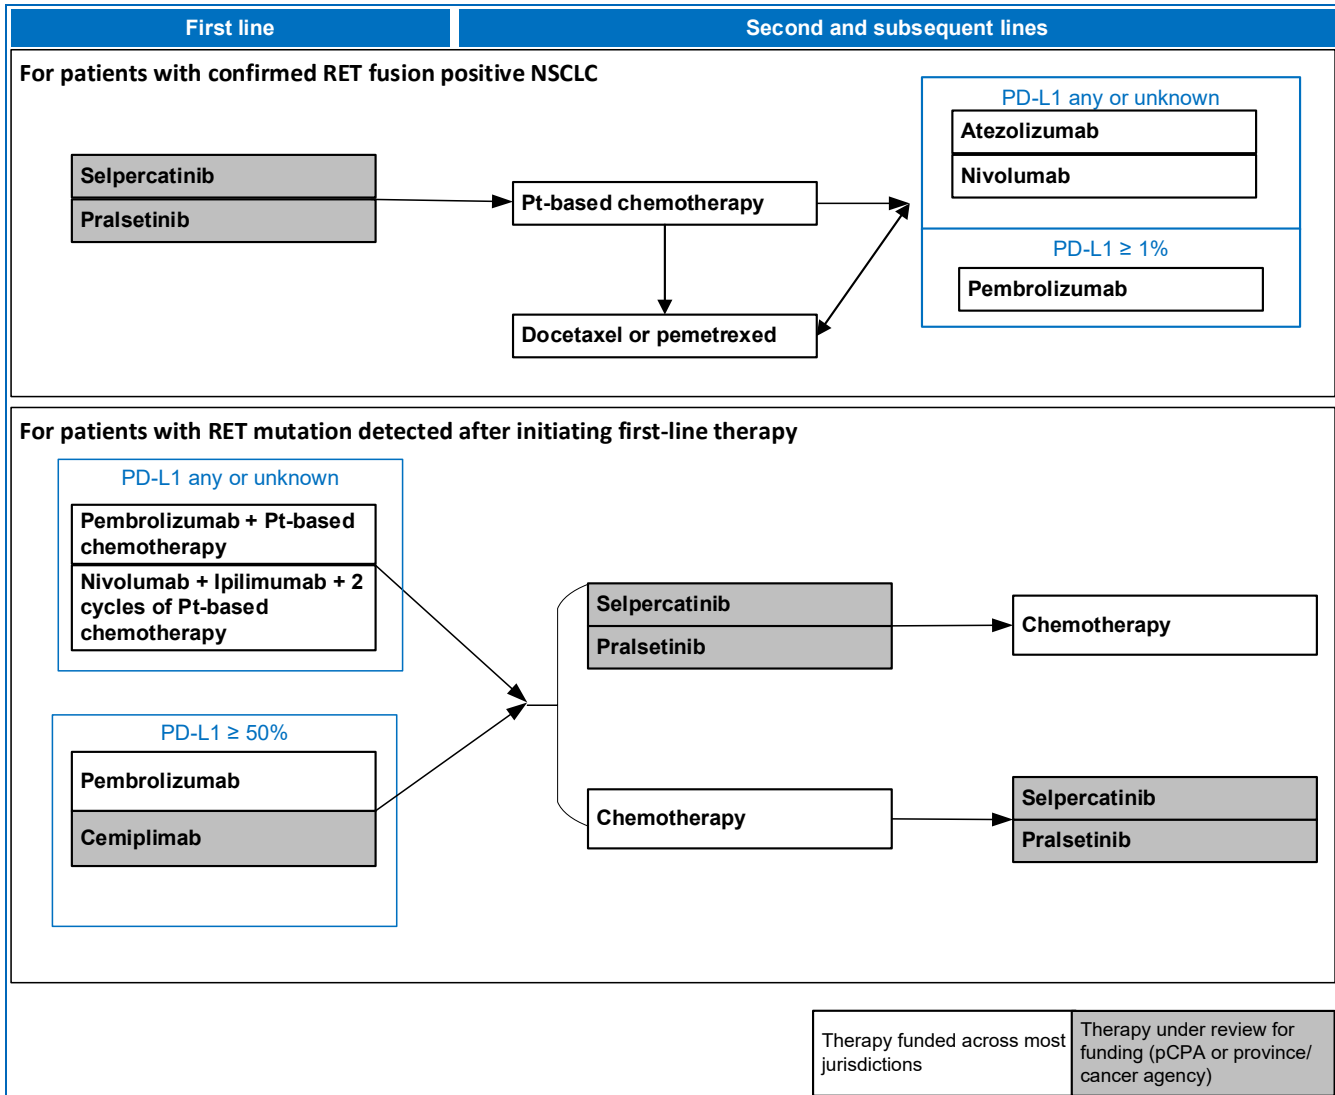 First line
Second and subsequent lines
For patients with confirmed RET fusion positive NSCLC
PD-L1 any or unknown
Atezolizumab
Nivolumab
Selpercatinib
Pralsetinib
Pt-based chemotherapy
PD-L1 ≥ 1%
Pembrolizumab
Docetaxel or pemetrexed
For patients with RET mutation detected after initiating first-line therapy
PD-L1 any or unknown
Pembrolizumab + Pt-based
chemotherapy
Nivolumab + Ipilimumab + 2
cycles of Pt-based
chemotherapy
PD-L1 ≥ 50%
Pembrolizumab
Cemiplimab
Selpercatinib
Pralsetinib
Chemotherapy
Chemotherapy
Selpercatinib
Pralsetinib
Therapy funded across most
jurisdictions
Therapy under review for
funding (pCPA or province/
cancer agency)